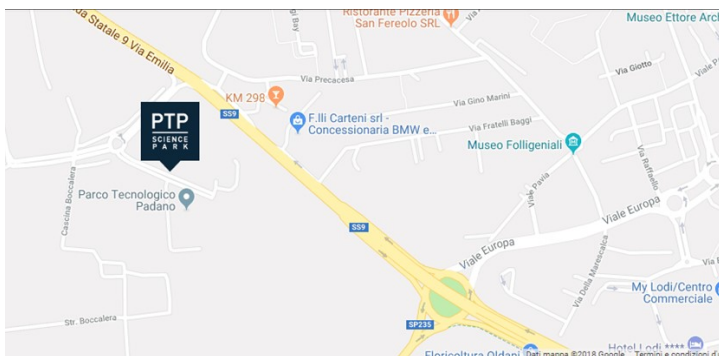 Ristorante Pizzeria
San Fereolo SRL
Museo Ettore Arc
Statale 9 Via Emilia
Via Giotto
Via Precacesa
KM 298
Via Gino Marini
SS9
F.lli Carteni srl -
Concessionaria BMW e...
Via Fratelli Baggi
PTP
SCIENCE
PARK
Museo Folligeniali
Via Raffaello
Via Pavia
Parco Tecnologico
Padano
Cascina Boccalera
Viale Europa
SS9
Viale Europa
Via Della Marescalca
My Lodi/Centro
Commerciale
Str. Boccalera
SP235
Hotel Lodi ****
Floricoltura Oldani
Dati mappa ©2018 Google
Termini e condizioni d